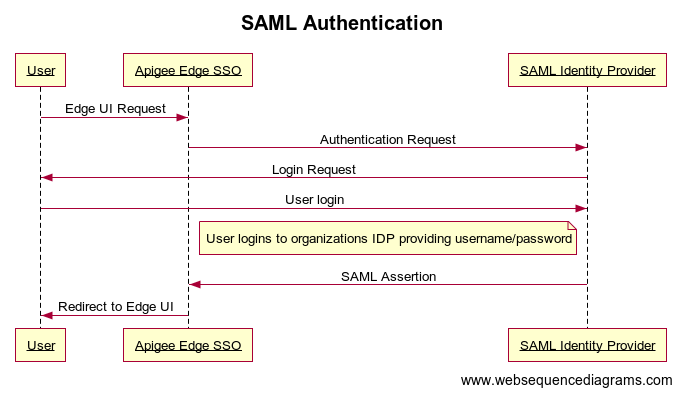 SAML Authentication
User
Apigee Edge SSO
SAML Identity Provider
Edge UI Request
Authentication Request
Login Request
User login
User logins to organizations IDP providing username/password
SAML Assertion
Redirect to Edge UI
User
Apigee Edge SSO
SAML Identity Provider
www.websequencediagrams.com